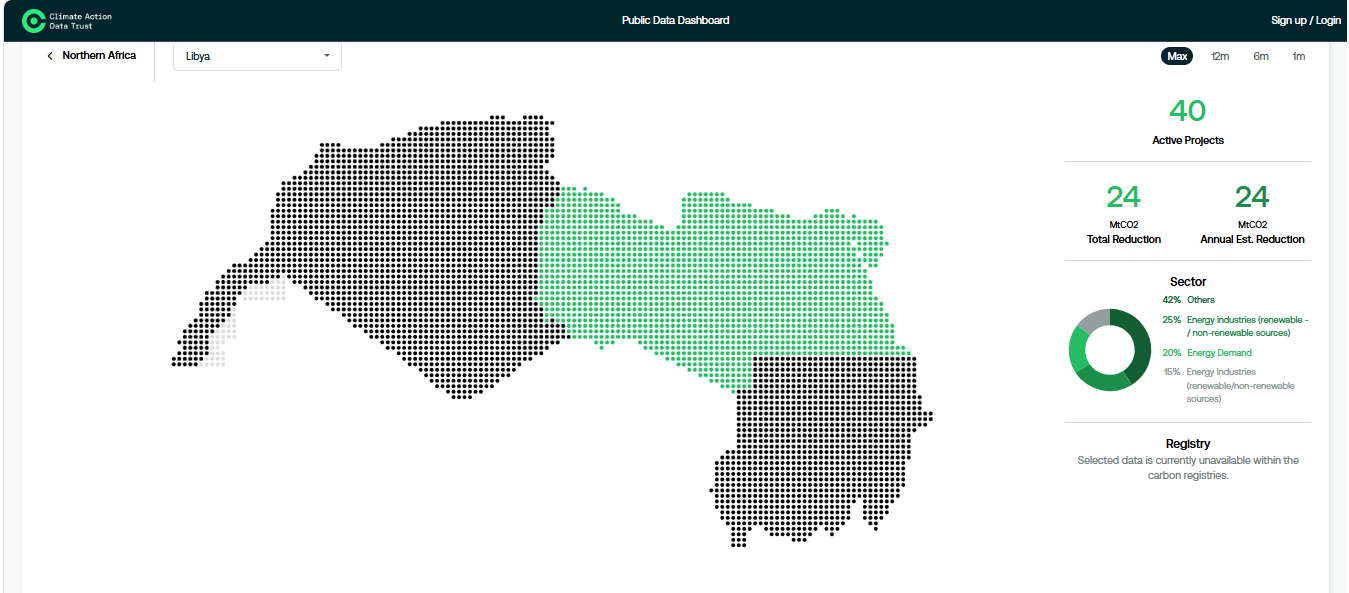 Climate Action
Data Trust
Public Data Dashboard
Sign up / Login
Northern Africa
Libya
Max 12m 6m 1m
40
Active Projects
24
MtCO2
Total Reduction
24
MtCO2
Annual Est. Reduction
Sector
42% Others
25% Energy industries (renewable -
/ non-renewable sources)
20% Energy Demand
15% Energy Industries
(renewable/non-renewable
sources)
Registry
Selected data is currently unavailable within the
carbon registries.